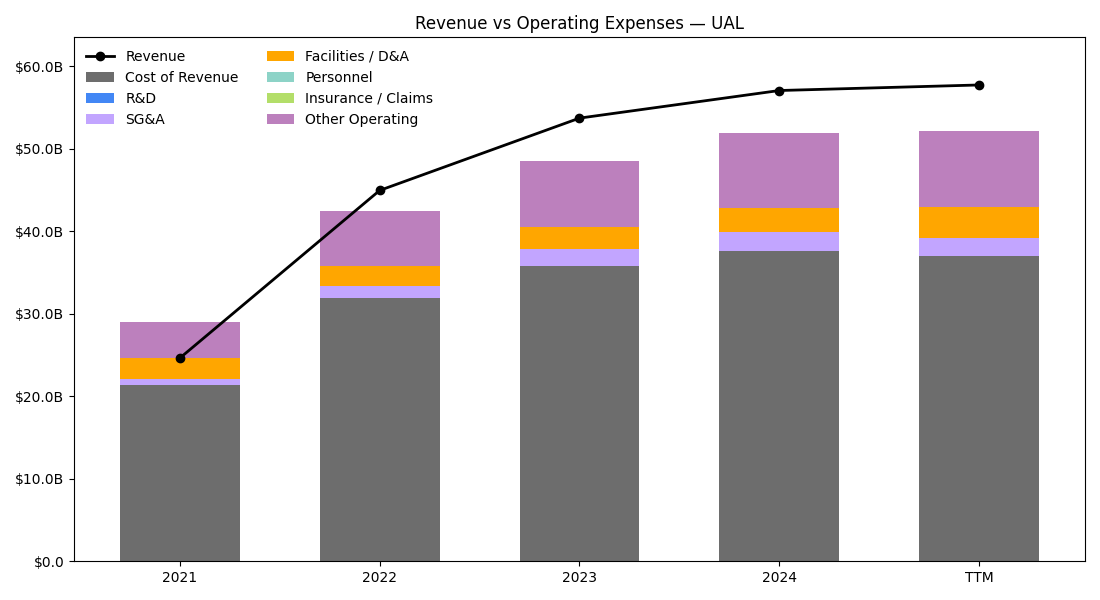 Revenue vs Operating Expenses — UAL
Revenue
Cost of Revenue
R&D
SG&A
Facilities / D&A
Personnel
Insurance / Claims
Other Operating
$60.0B
$50.0B
$40.0B
$30.0B
$20.0B
$10.0B
$0.0
2021
2022
2023
2024
TTM